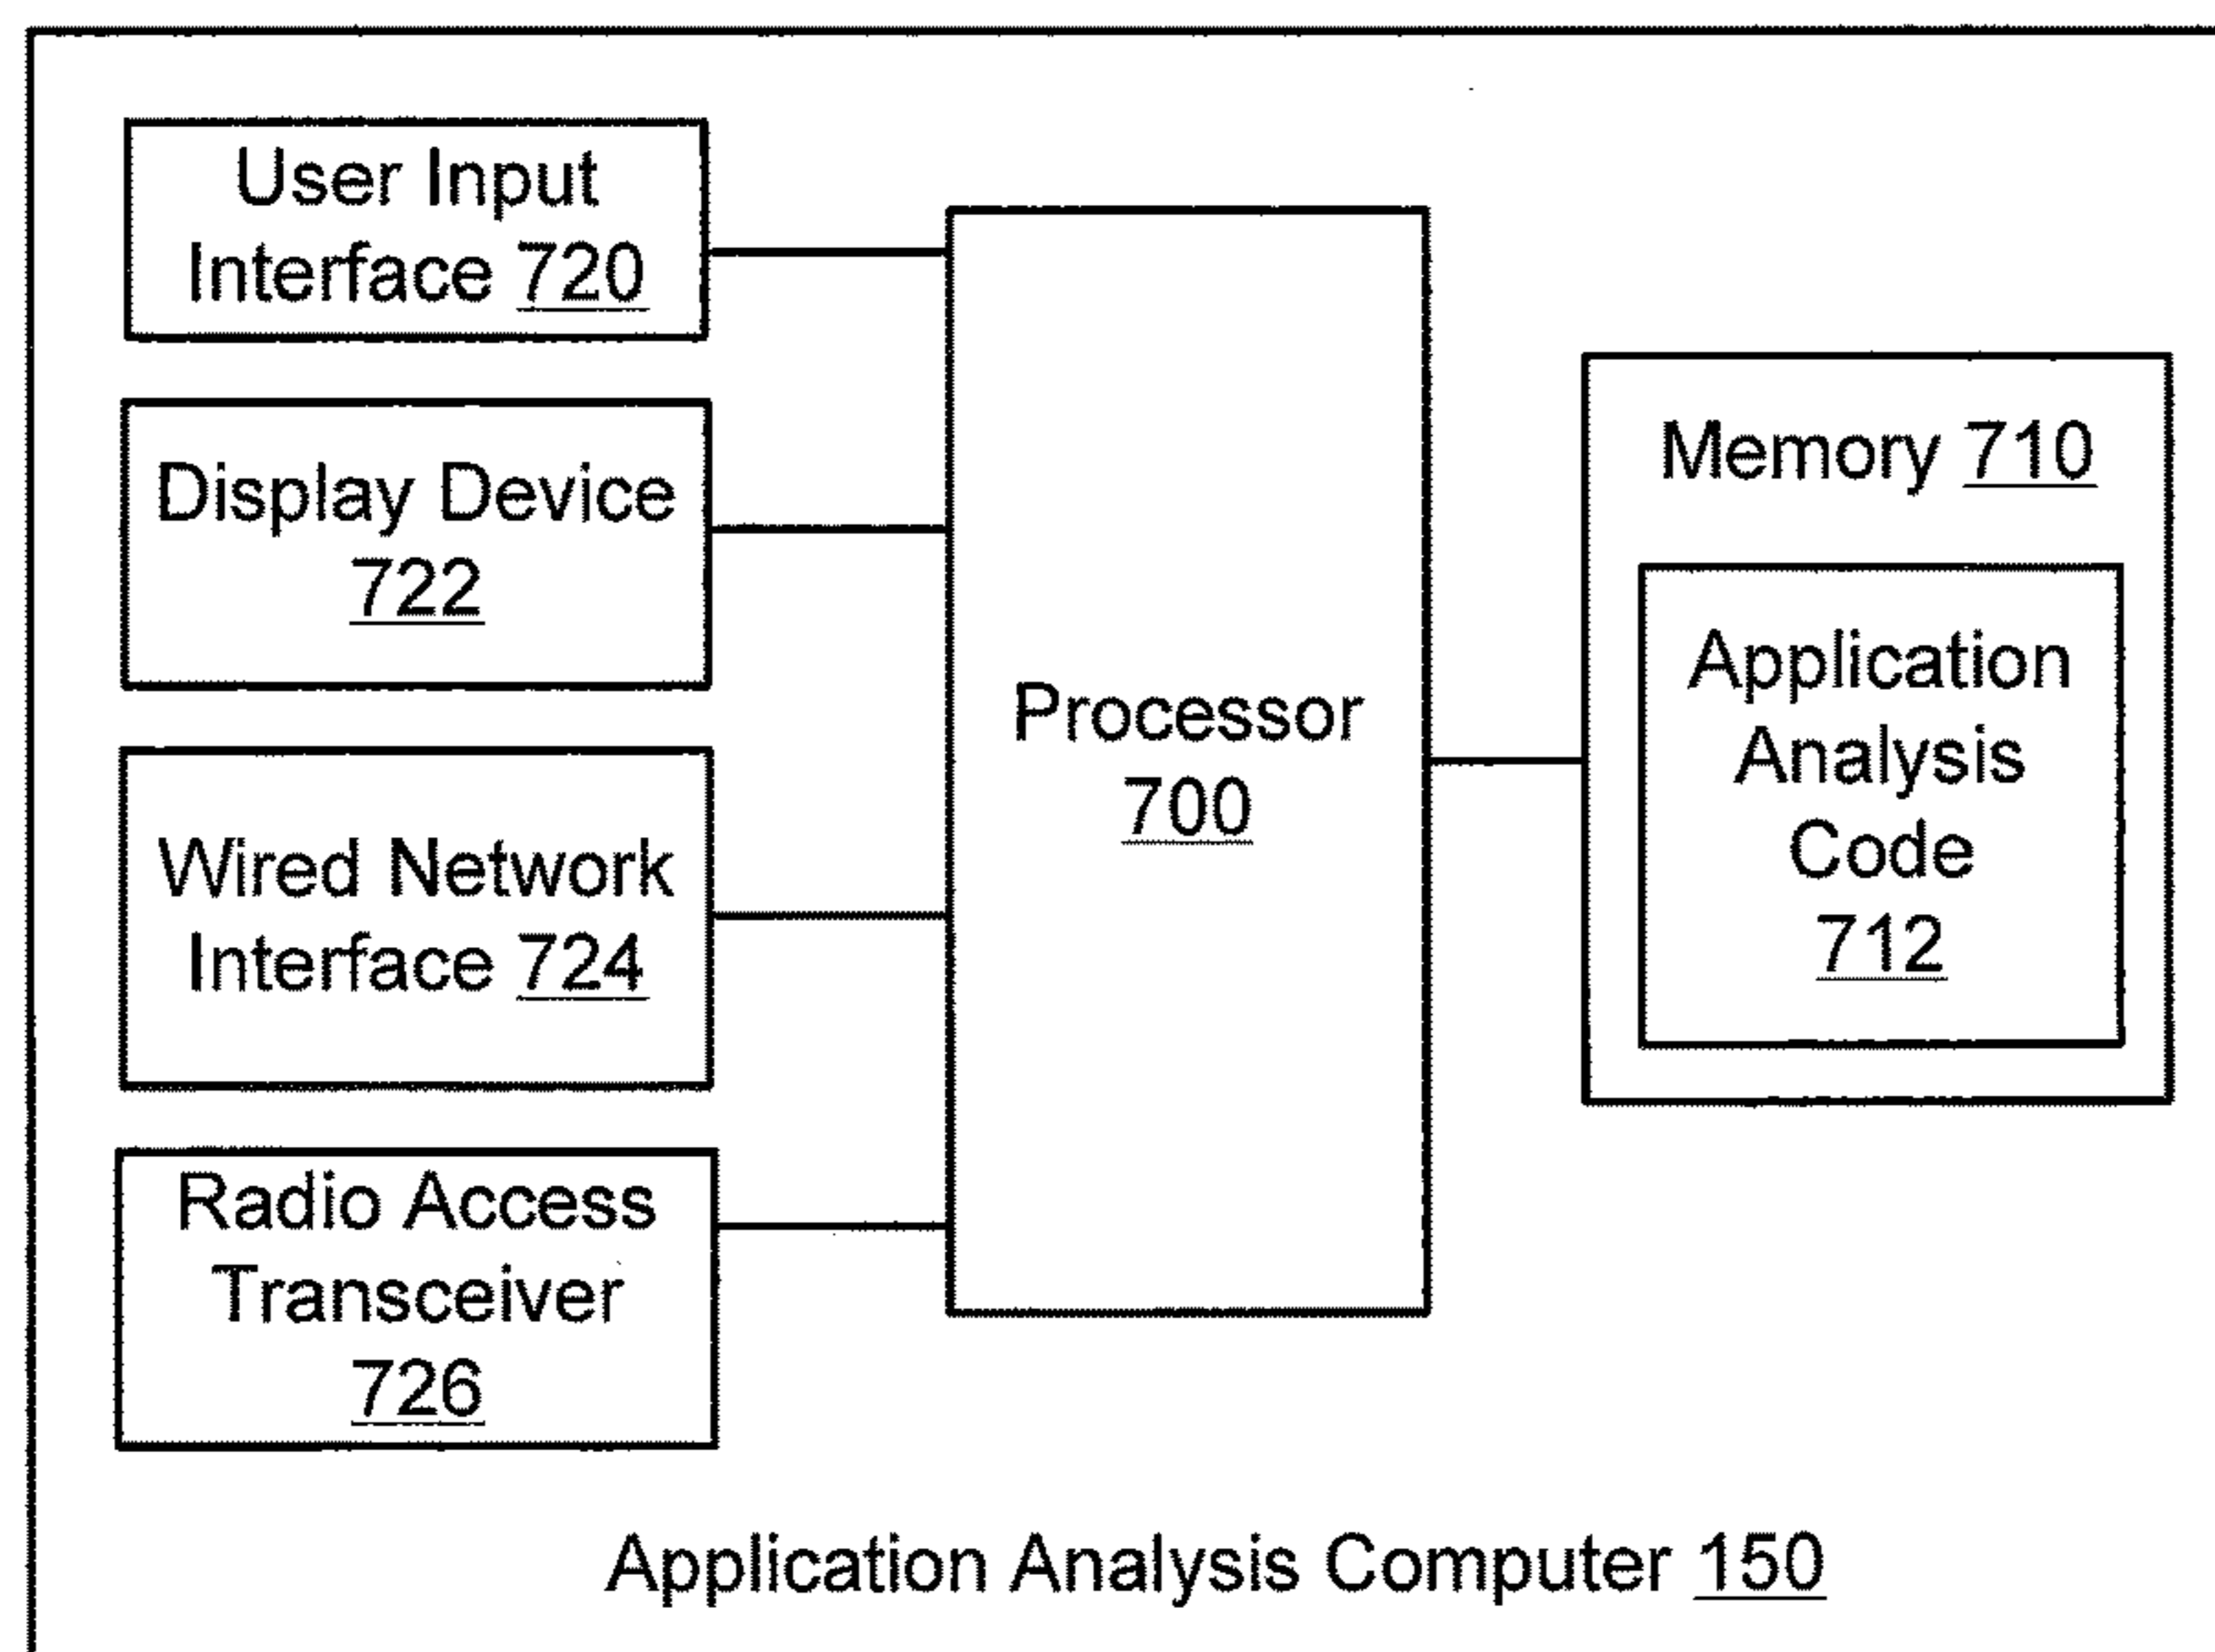 User Input
Interface 720
Display Device
722
Wired Network
Interface 724
Radio Access
Transceiver
726
Processor
700
Memory 710
Application
Analysis
Code
712
Application Analysis Computer 150